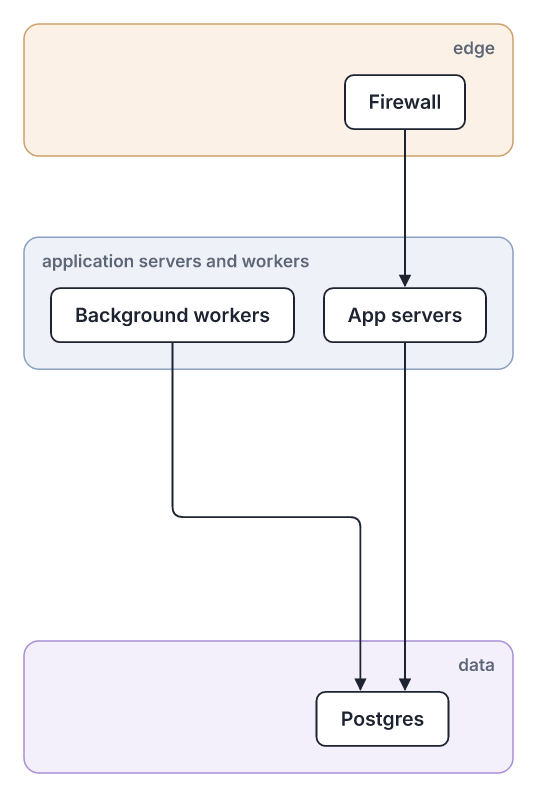 edge
Firewall
application servers and workers
Background workers
App servers
data
Postgres